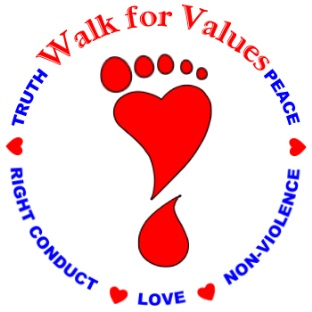 Walk for Values
TRUTH
PEACE
RIGHT CONDUCT
NON-VIOLENCE
LOVE